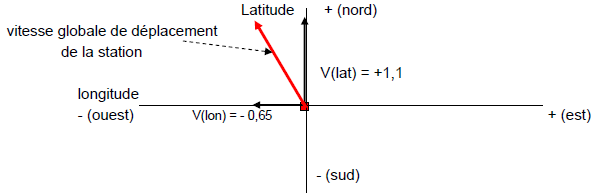 Latitude
+ (nord)
vitesse globale de déplacement
de la station
V(lat) = +1,1
longitude
- (ouest)
V(lon) = - 0,65
+ (est)
- (sud)